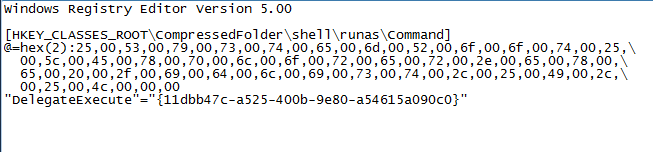 Windows Registry Editor Version 5.00
[HKEY_CLASSES_ROOT\CompressedFolder\shell\runas\Command]
@=hex(2):25,00,53,00,79,00,73,00,74,00,65,00,6d,00,52,00,6f,00,6f,00,74,00,25,\
00,5c,00,45,00,78,00,70,00,6c,00,6f,00,72,00,65,00,72,00,2e,00,65,00,78,00,\
65,00,20,00,2f,00,69,00,64,00,6c,00,69,00,73,00,74,00,2c,00,25,00,49,00,2c,\
00,25,00,4c,00,00,00
"DelegateExecute"="{11dbb47c-a525-400b-9e80-a54615a090c0}"